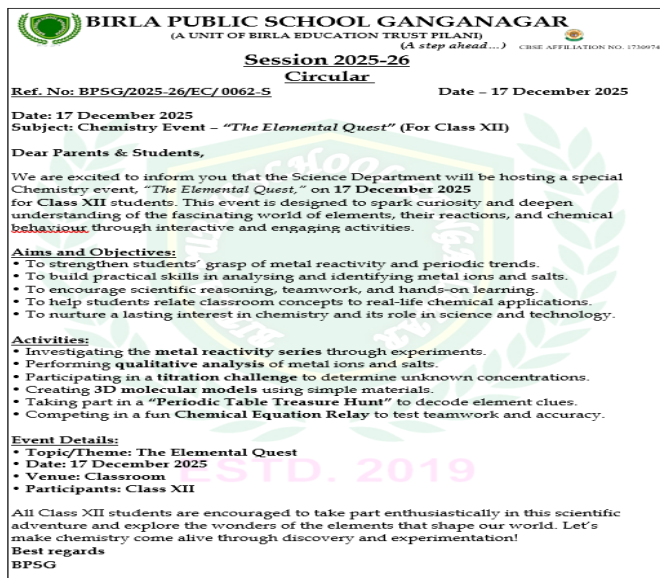 BIRLA PUBLIC SCHOOL GANGANAGAR
(A UNIT OF BIRLA EDUCATION TRUST PILANI)
(A step ahead...) CBSE AFFILIATION NO. 1730974
Session 2025-26
Circular
Ref. No: BPSG/2025-26/EC/ 0062-S Date – 17 December 2025
Date: 17 December 2025
Subject: Chemistry Event – “The Elemental Quest” (For Class XII)
Dear Parents & Students,
We are excited to inform you that the Science Department will be hosting a special
Chemistry event, “The Elemental Quest,” on 17 December 2025
for Class XII students. This event is designed to spark curiosity and deepen
understanding of the fascinating world of elements, their reactions, and chemical
behaviour through interactive and engaging activities.
Aims and Objectives:
• To strengthen students’ grasp of metal reactivity and periodic trends.
• To build practical skills in analysing and identifying metal ions and salts.
• To encourage scientific reasoning, teamwork, and hands-on learning.
• To help students relate classroom concepts to real-life chemical applications.
• To nurture a lasting interest in chemistry and its role in science and technology.
Activities:
• Investigating the metal reactivity series through experiments.
• Performing qualitative analysis of metal ions and salts.
• Participating in a titration challenge to determine unknown concentrations.
• Creating 3D molecular models using simple materials.
• Taking part in a “Periodic Table Treasure Hunt” to decode element clues.
• Competing in a fun Chemical Equation Relay to test teamwork and accuracy.
Event Details:
• Topic/Theme: The Elemental Quest
• Date: 17 December 2025
• Venue: Classroom
• Participants: Class XII
ESTD. 2019
All Class XII students are encouraged to take part enthusiastically in this scientific
adventure and explore the wonders of the elements that shape our world. Let’s
make chemistry come alive through discovery and experimentation!
Best regards
BPSG